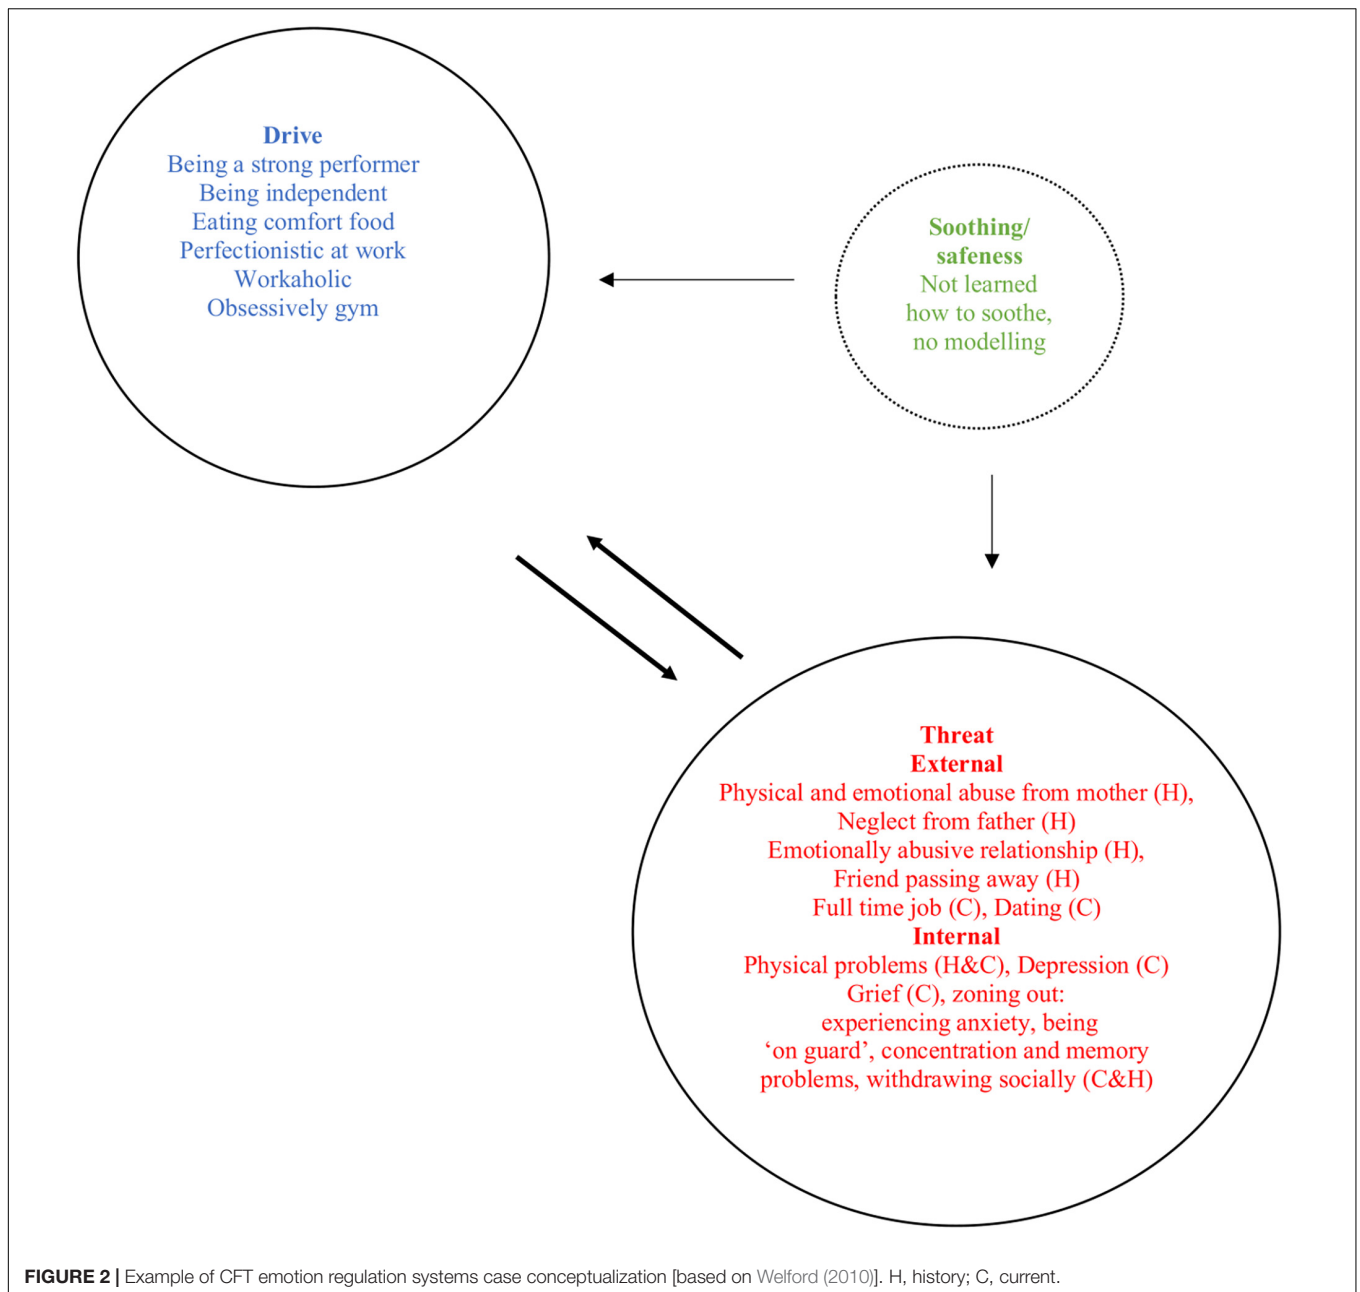 Drive
Being a strong performer
Being independent
Eating comfort food
Perfectionistic at work
Workaholic
Obsessively gym
Soothing/
safeness
Not learned
how to soothe,
no modelling
Threat
External
Physical and emotional abuse from mother (H),
Neglect from father (H)
Emotionally abusive relationship (H),
Friend passing away (H)
Full time job (C), Dating (C)
Internal
Physical problems (H&C), Depression (C)
Grief (C), zoning out:
experiencing anxiety, being
‘on guard’, concentration and memory
problems, withdrawing socially (C&H)
FIGURE 2 | Example of CFT emotion regulation systems case conceptualization [based on Welford (2010)]. H, history; C, current.